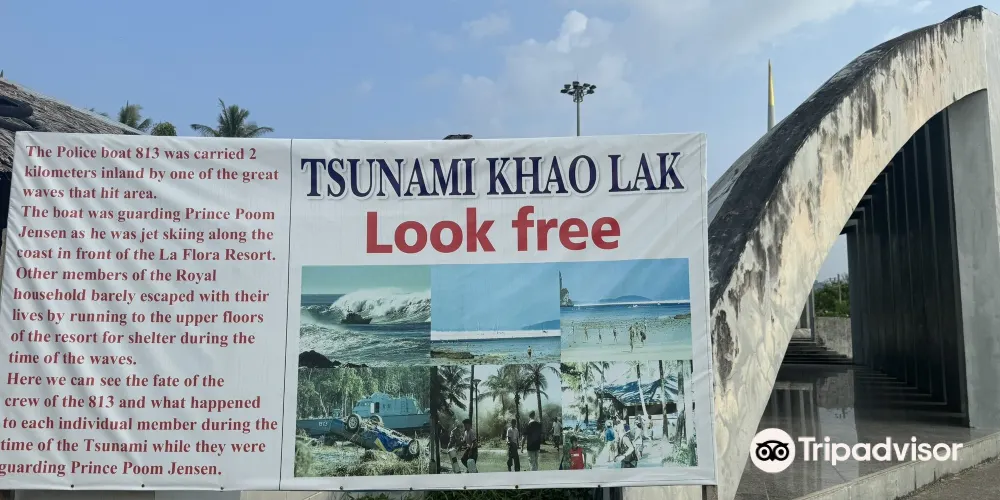 The Police boat 813 was carried 2
kilometers inland by one of the great
waves that hit area.
The boat was guarding Prince Poom
Jensen as he was jet skiing along the
coast in front of the La Flora Resort.
Other members of the Royal
household barely escaped with their
lives by running to the upper floors
of the resort for shelter during the
time of the waves.
Here we can see the fate of the
crew of the 813 and what happened
to each individual member during the
time of the Tsunami while they were
guarding Prince Poom Jensen.
TSUNAMI KHAO LAK
Look free
Tripadvisor